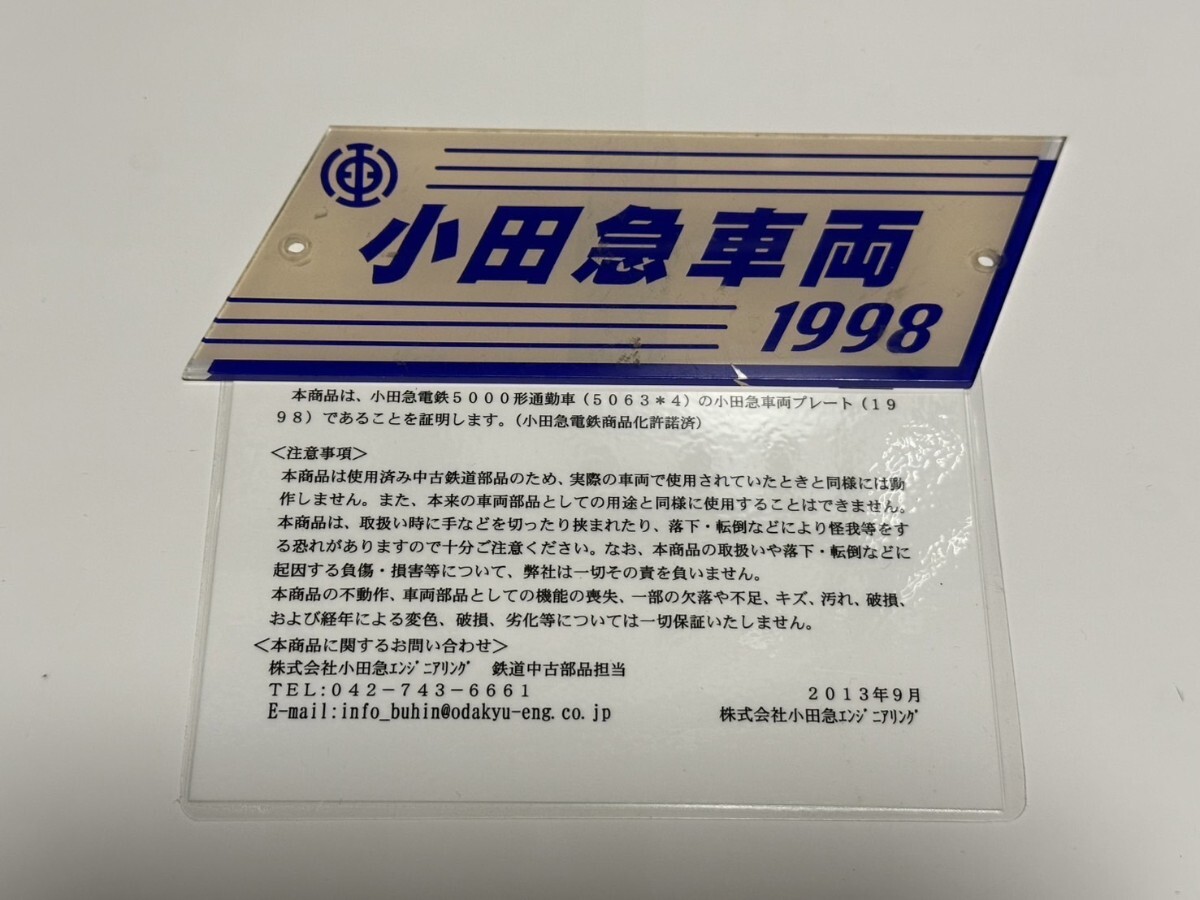 小田急車両
1998
本商品は、小田急電鉄5000形通勤車(5063*4)の小田急車両プレート(19
98)であることを証明します。(小田急電鉄商品化許諾済)
<注意事項>
本商品は使用済み中古鉄道部品のため、実際の車両で使用されていたときと同様には動
作しません。また、本来の車両部品としての用途と同様に使用することはできません。
本商品は、取扱い時に手などを切ったり挟まれたり、落下・転倒などにより怪我等をす
る恐れがありますので十分ご注意ください。なお、本商品の取扱いや落下・転倒などに
起因する負傷・損害等について、弊社は一切その責を負いません。
本商品の不動作、車両部品としての機能の喪失、一部の欠落や不足、キズ、汚れ、破損、
および経年による変色、破損、劣化等については一切保証いたしません。
<本商品に関するお問い合わせ>
株式会社小田急エンジニアリング 鉄道中古部品担当
TEL:042-743-6661
E-mail:info_buhin@odakyu-eng.co.jp
2013年9月
株式会社小田急エンジニアリング